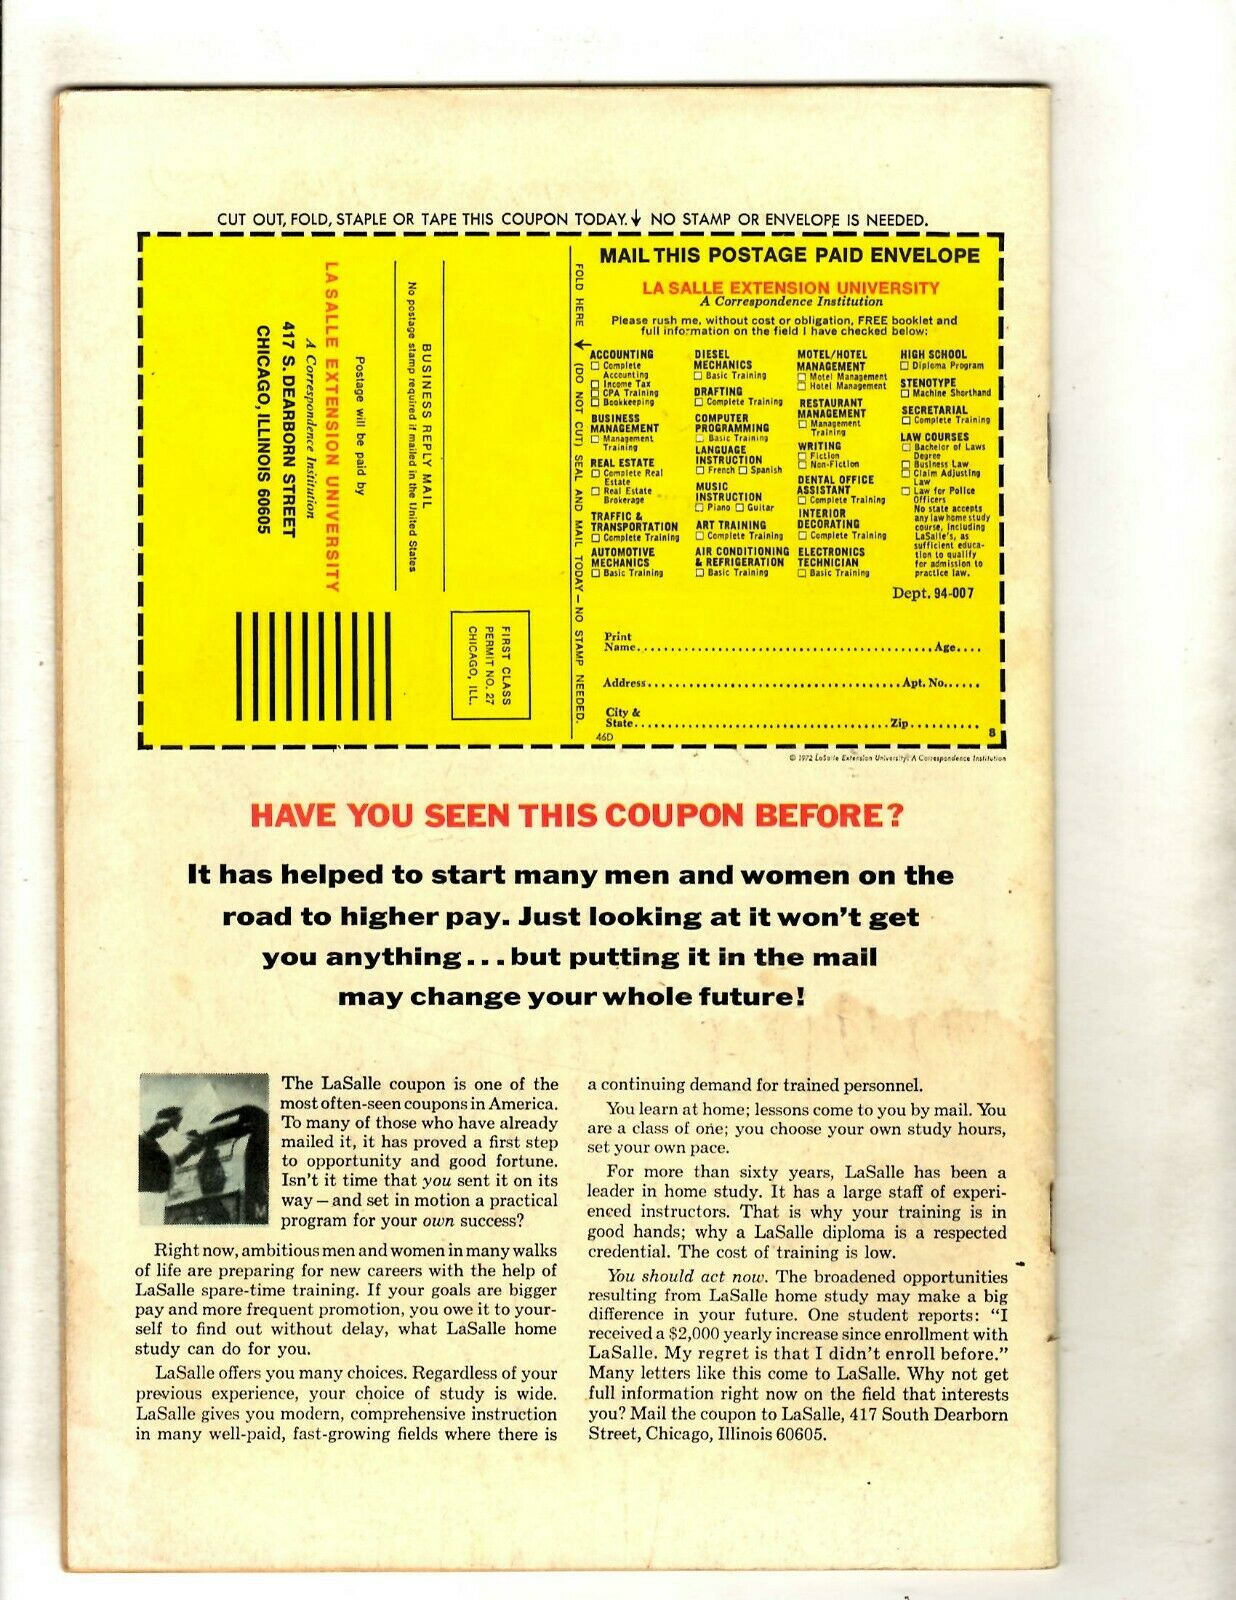 CUT OUT, FOLD, STAPLE OR TAPE THIS COUPON TODAY. ↓ NO STAMP OR ENVELOPE IS NEEDED.
FIRST CLASS
PERMIT NO. 27
CHICAGO, ILL.
BUSINESS REPLY MAIL
No postage stamp required if mailed in the United States
Postage will be paid by
LA SALLE EXTENSION UNIVERSITY
A Correspondence Institution
417 S. DEARBORN STREET
CHICAGO, ILLINOIS 60605
FOLD HERE ↓ (DO NOT CUT) SEAL AND MAIL TODAY – NO STAMP NEEDED.
MAIL THIS POSTAGE PAID ENVELOPE
LA SALLE EXTENSION UNIVERSITY
A Correspondence Institution
Please rush me, without cost or obligation, FREE booklet and
full information on the field I have checked below:
ACCOUNTING
☐ Complete
Accounting
☐ Income Tax
☐ CPA Training
☐ Bookkeeping
BUSINESS
MANAGEMENT
☐ Management
Training
REAL ESTATE
☐ Complete Real
Estate
☐ Real Estate
Brokerage
TRAFFIC &
TRANSPORTATION
☐ Complete Training
AUTOMOTIVE
MECHANICS
☐ Basic Training
DIESEL
MECHANICS
☐ Basic Training
DRAFTING
☐ Complete Training
COMPUTER
PROGRAMMING
☐ Basic Training
LANGUAGE
INSTRUCTION
☐ French ☐ Spanish
MUSIC
INSTRUCTION
☐ Piano ☐ Guitar
ART TRAINING
☐ Complete Training
AIR CONDITIONING
& REFRIGERATION
☐ Basic Training
MOTEL/HOTEL
MANAGEMENT
☐ Motel Management
☐ Hotel Management
RESTAURANT
MANAGEMENT
☐ Management
Training
WRITING
☐ Fiction
☐ Non-Fiction
DENTAL OFFICE
ASSISTANT
☐ Complete Training
INTERIOR
DECORATING
☐ Complete Training
ELECTRONICS
TECHNICIAN
☐ Basic Training
HIGH SCHOOL
☐ Diploma Program
STENOTYPE
☐ Machine Shorthand
SECRETARIAL
☐ Complete Training
LAW COURSES
☐ Bachelor of Laws
Degree
☐ Business Law
☐ Claim Adjusting
Law
☐ Law for Police
Officers
No state accepts
any law home study
course, including
LaSalle's, as
sufficient educa-
tion to qualify
for admission to
practice law.
Dept. 94-007
Print
Name........................................Age....
Address....................................Apt. No......
City &
State....................................Zip..........
46D
8
© 1972 LaSalle Extension University, A Correspondence Institution
HAVE YOU SEEN THIS COUPON BEFORE?
It has helped to start many men and women on the
road to higher pay. Just looking at it won't get
you anything...but putting it in the mail
may change your whole future!
The LaSalle coupon is one of the
most often-seen coupons in America.
To many of those who have already
mailed it, it has proved a first step
to opportunity and good fortune.
Isn't it time that you sent it on its
way – and set in motion a practical
program for your own success?
Right now, ambitious men and women in many walks
of life are preparing for new careers with the help of
LaSalle spare-time training. If your goals are bigger
pay and more frequent promotion, you owe it to your-
self to find out without delay, what LaSalle home
study can do for you.
LaSalle offers you many choices. Regardless of your
previous experience, your choice of study is wide.
LaSalle gives you modern, comprehensive instruction
in many well-paid, fast-growing fields where there is
a continuing demand for trained personnel.
You learn at home; lessons come to you by mail. You
are a class of one; you choose your own study hours,
set your own pace.
For more than sixty years, LaSalle has been a
leader in home study. It has a large staff of experi-
enced instructors. That is why your training is in
good hands; why a LaSalle diploma is a respected
credential. The cost of training is low.
You should act now. The broadened opportunities
resulting from LaSalle home study may make a big
difference in your future. One student reports: "I
received a $2,000 yearly increase since enrollment with
LaSalle. My regret is that I didn't enroll before."
Many letters like this come to LaSalle. Why not get
full information right now on the field that interests
you? Mail the coupon to LaSalle, 417 South Dearborn
Street, Chicago, Illinois 60605.